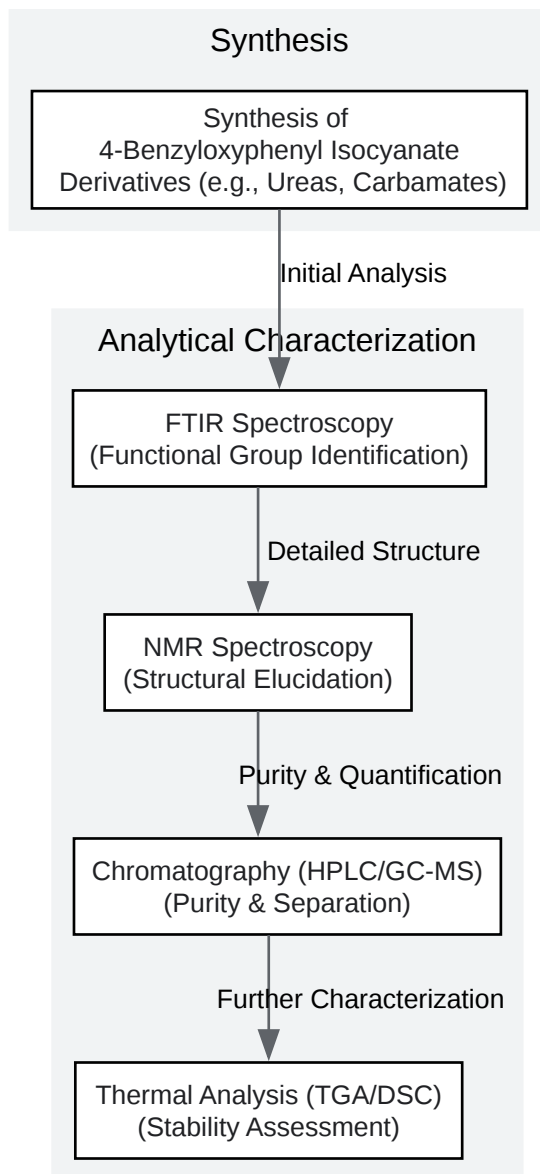 Synthesis
Synthesis of
4-Benzyloxyphenyl Isocyanate
Derivatives (e.g., Ureas, Carbamates)
Initial Analysis
Analytical Characterization
FTIR Spectroscopy
(Functional Group Identification)
Detailed Structure
NMR Spectroscopy
(Structural Elucidation)
Purity & Quantification
Chromatography (HPLC/GC-MS)
(Purity & Separation)
Further Characterization
Thermal Analysis (TGA/DSC)
(Stability Assessment)